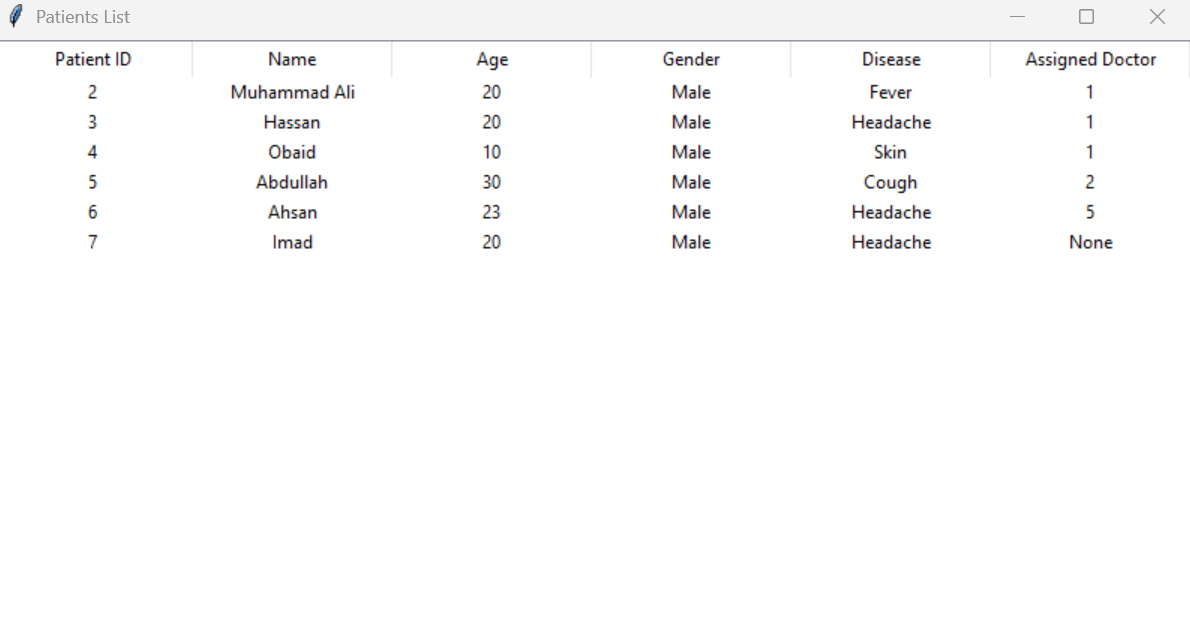 Patients List
Patient ID Name Age Gender Disease Assigned Doctor
2 Muhammad Ali 20 Male Fever 1
3 Hassan 20 Male Headache 1
4 Obaid 10 Male Skin 1
5 Abdullah 30 Male Cough 2
6 Ahsan 23 Male Headache 5
7 Imad 20 Male Headache None